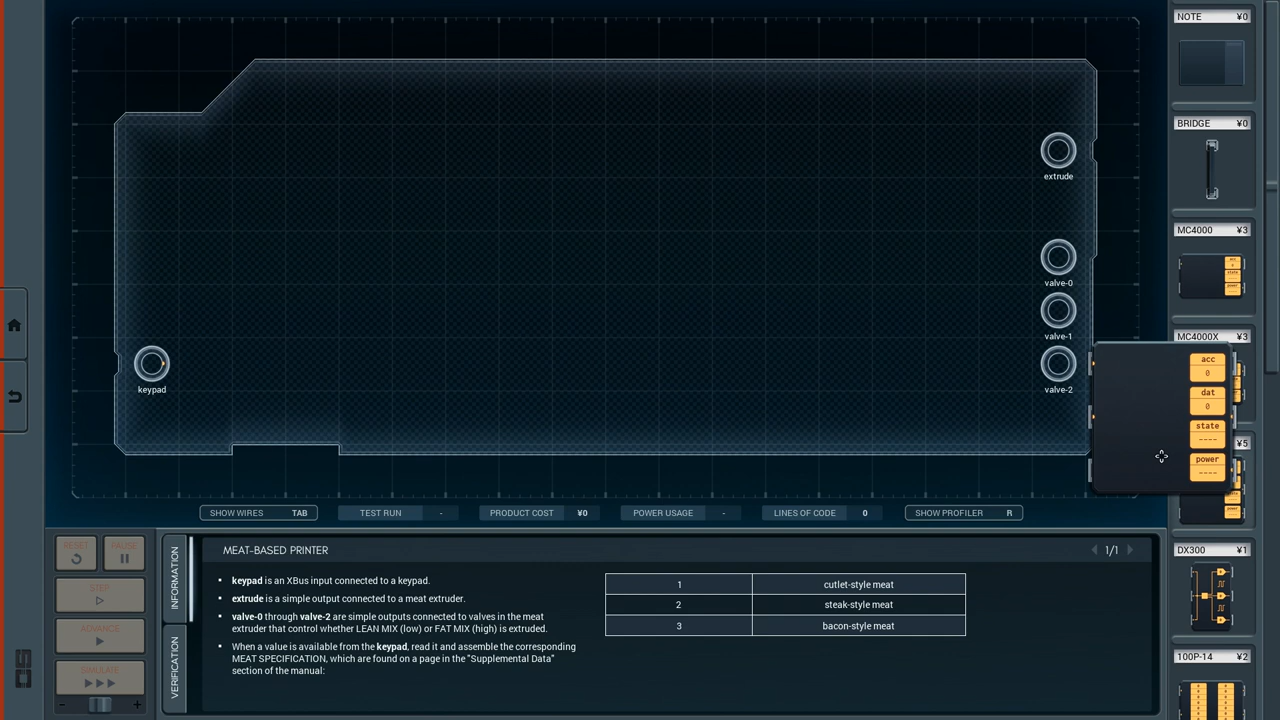 NOTE ¥0
BRIDGE ¥0
MC4000 ¥3
MC4000X ¥3
¥5
DX300 ¥1
100P-14 ¥2
extrude
valve-0
valve-1
valve-2
keypad
acc
0
dat
0
state
----
power
----
SHOW WIRES TAB
TEST RUN -
PRODUCT COST ¥0
POWER USAGE -
LINES OF CODE 0
SHOW PROFILER R
RESET
PAUSE
STEP
ADVANCE
SIMULATE
- +
INFORMATION
VERIFICATION
MEAT-BASED PRINTER
1/1
keypad is an XBus input connected to a keypad.
extrude is a simple output connected to a meat extruder.
valve-0 through valve-2 are simple outputs connected to valves in the meat
extruder that control whether LEAN MIX (low) or FAT MIX (high) is extruded.
When a value is available from the keypad, read it and assemble the corresponding
MEAT SPECIFICATION, which are found on a page in the "Supplemental Data"
section of the manual:
1 cutlet-style meat
2 steak-style meat
3 bacon-style meat